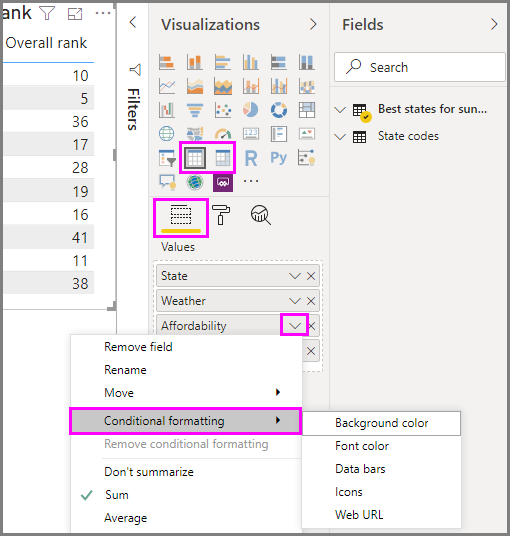 ank
Overall rank
10
5
36
17
28
19
16
41
11
38
Filters
Visualizations
123
R
Py
...
Values
State
Weather
Affordability
Remove field
Rename
Move
Conditional formatting
Remove conditional formatting
Don't summarize
Sum
Average
Background color
Font color
Data bars
Icons
Web URL
Fields
Search
Best states for sun...
State codes